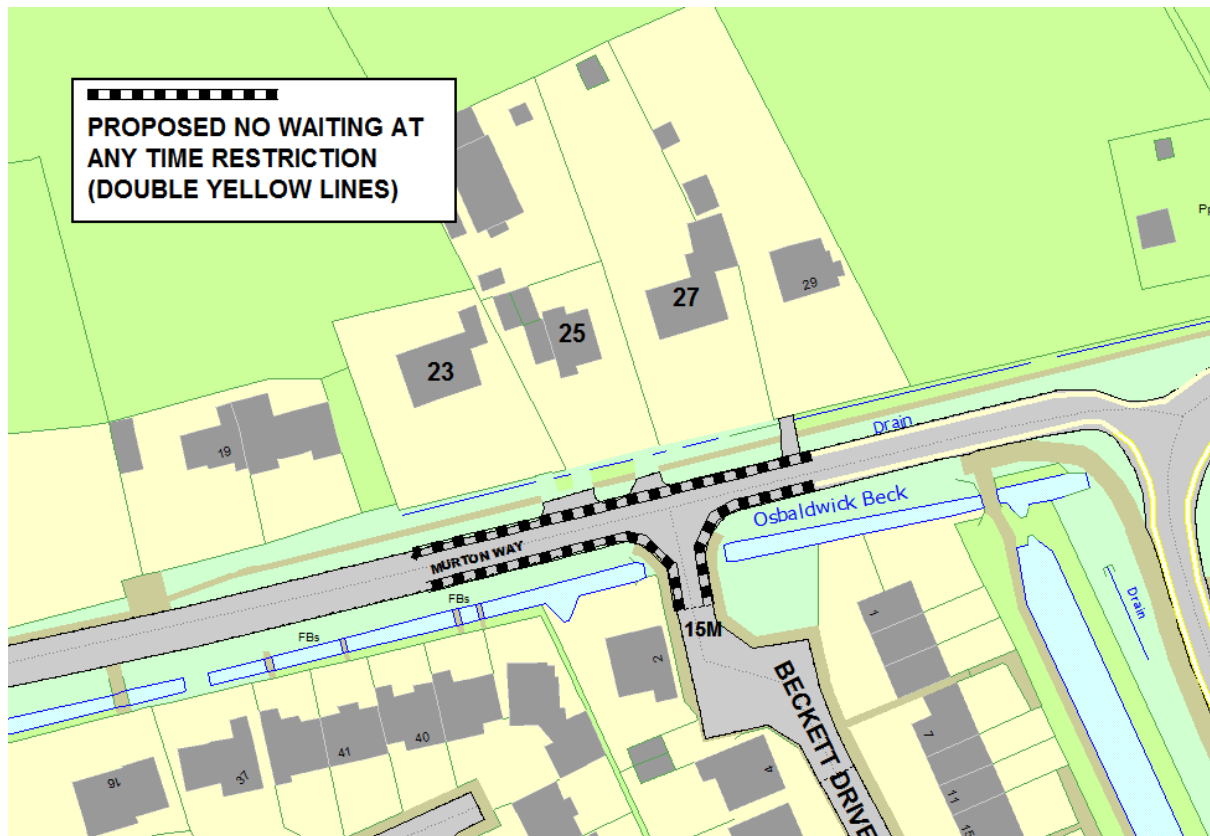 PROPOSED NO WAITING AT
ANY TIME RESTRICTION
(DOUBLE YELLOW LINES)
29
27
25
23
19
Drain
Osbaldwick Beck
MURTON WAY
FBs
FBs
Drain
15M
1
2
BECKETT DRIVE
7
4
11
15
40
41
37
16